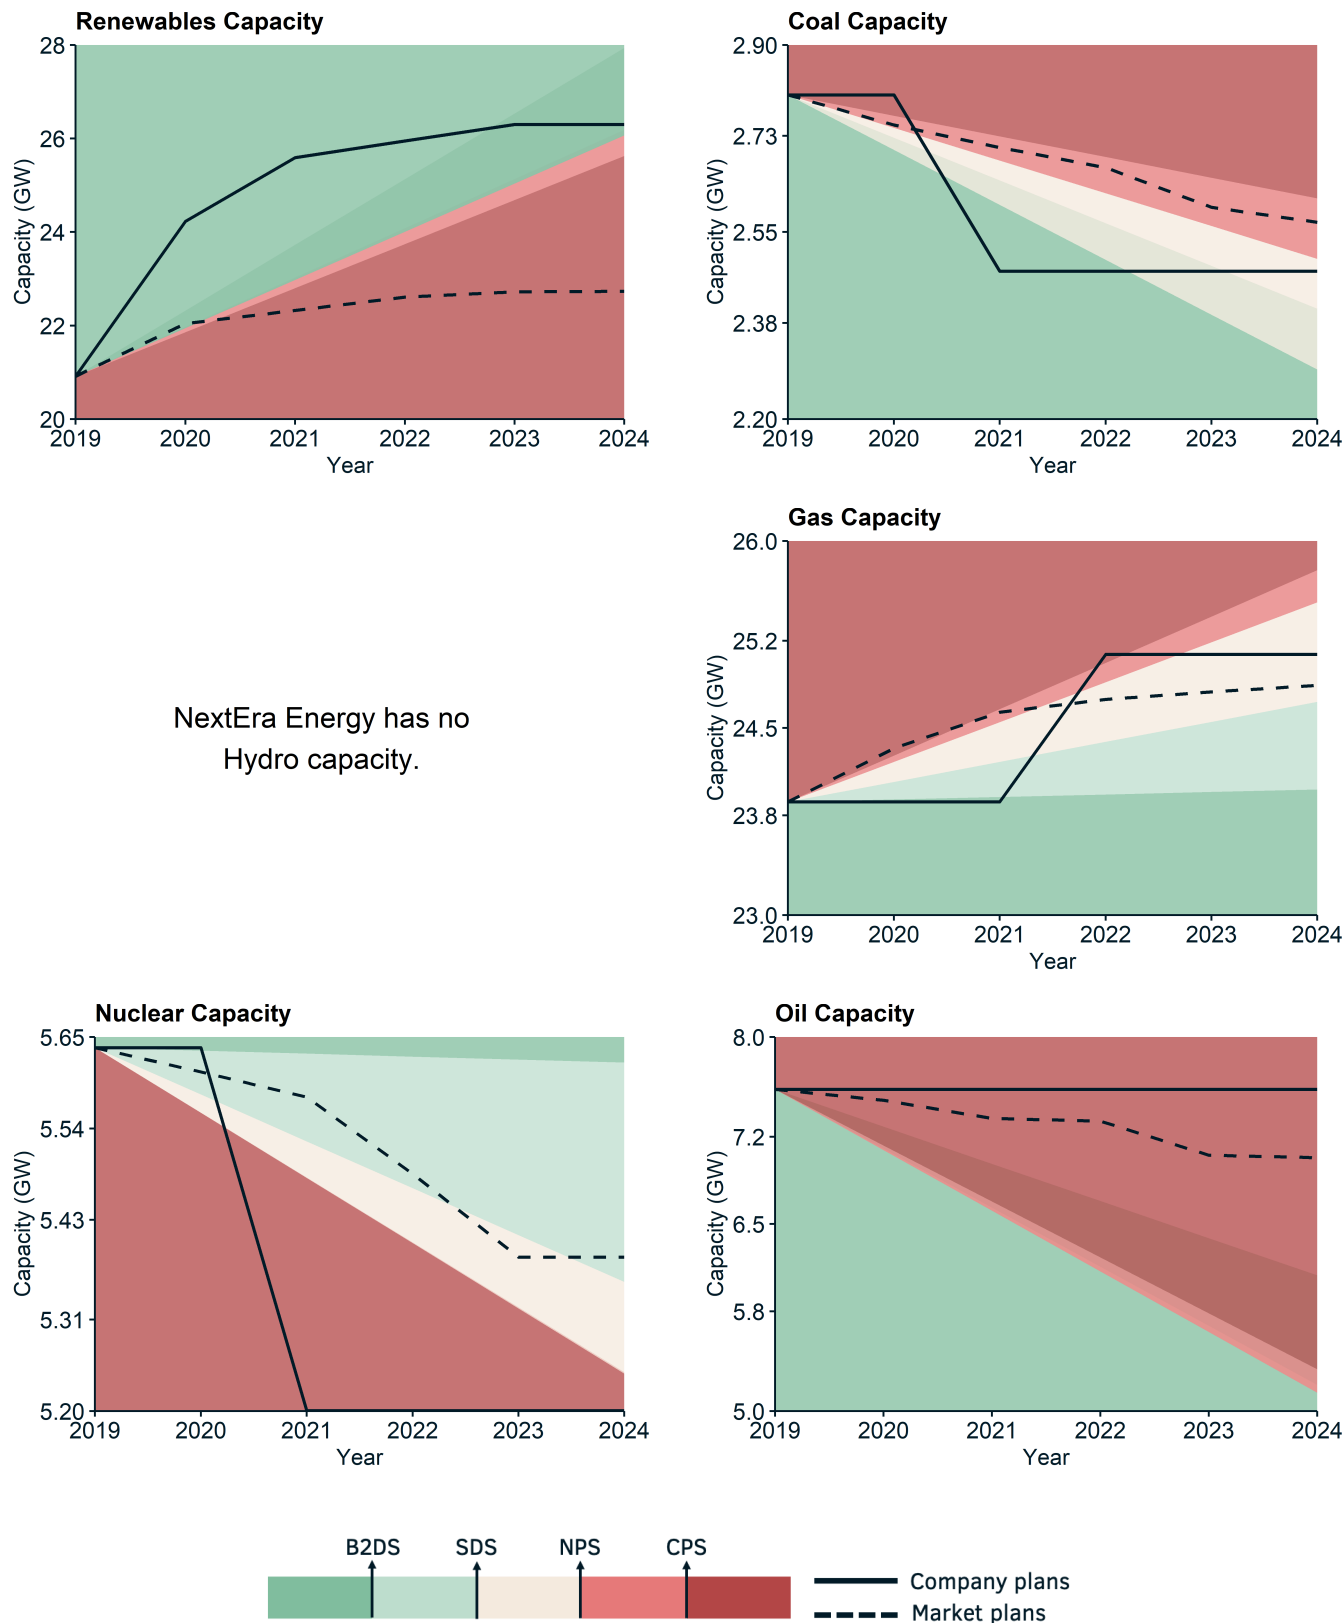 Renewables Capacity
Capacity (GW)
28
26
24
22
20
2019 2020 2021 2022 2023 2024
Year
Coal Capacity
Capacity (GW)
2.90
2.73
2.55
2.38
2.20
2019 2020 2021 2022 2023 2024
Year
NextEra Energy has no
Hydro capacity.
Gas Capacity
Capacity (GW)
26.0
25.2
24.5
23.8
23.0
2019 2020 2021 2022 2023 2024
Year
Nuclear Capacity
Capacity (GW)
5.65
5.54
5.43
5.31
5.20
2019 2020 2021 2022 2023 2024
Year
Oil Capacity
Capacity (GW)
8.0
7.2
6.5
5.8
5.0
2019 2020 2021 2022 2023 2024
Year
B2DS SDS NPS CPS
Company plans
Market plans